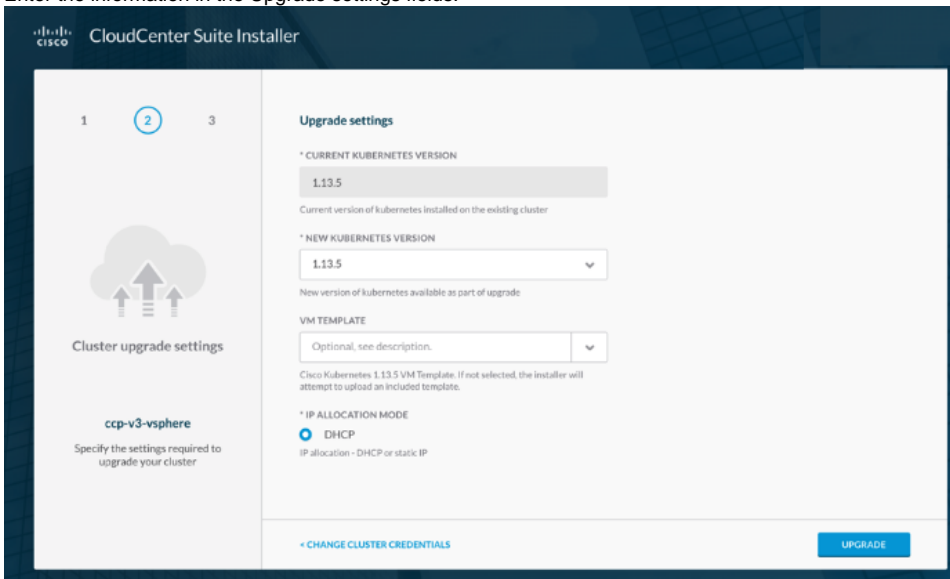 Enter the information in the Upgrade settings fields.
cisco
CloudCenter Suite Installer
1
2
3
Cluster upgrade settings
ccp-v3-vsphere
Specify the settings required to
upgrade your cluster
Upgrade settings
* CURRENT KUBERNETES VERSION
1.13.5
Current version of kubernetes installed on the existing cluster
* NEW KUBERNETES VERSION
1.13.5
New version of kubernetes available as part of upgrade
VM TEMPLATE
Optional, see description.
Cisco Kubernetes 1.13.5 VM Template. If not selected, the installer will
attempt to upload an included template.
* IP ALLOCATION MODE
DHCP
IP allocation - DHCP or static IP
< CHANGE CLUSTER CREDENTIALS
UPGRADE